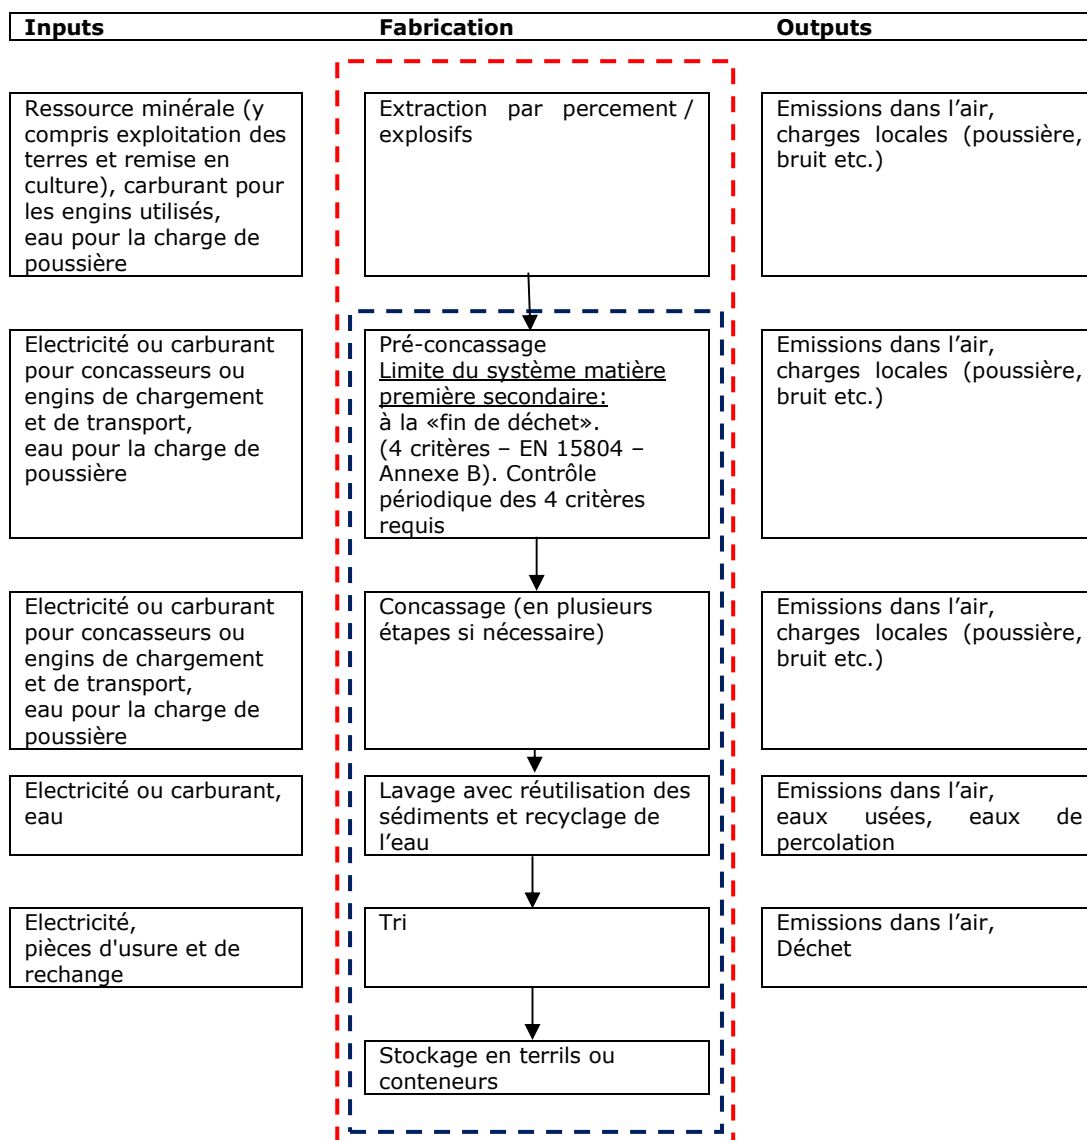 Inputs Fabrication Outputs
Ressource minérale (y
compris exploitation des
terres et remise en
culture), carburant pour
les engins utilisés,
eau pour la charge de
poussière
Extraction par percement /
explosifs
Emissions dans l’air,
charges locales (poussière,
bruit etc.)
Electricité ou carburant
pour concasseurs ou
engins de chargement
et de transport,
eau pour la charge de
poussière
Pré-concassage
Limite du système matière
première secondaire:
à la «fin de déchet».
(4 critères – EN 15804 –
Annexe B). Contrôle
périodique des 4 critères
requis
Emissions dans l’air,
charges locales (poussière,
bruit etc.)
Electricité ou carburant
pour concasseurs ou
engins de chargement
et de transport,
eau pour la charge de
poussière
Concassage (en plusieurs
étapes si nécessaire)
Emissions dans l’air,
charges locales (poussière,
bruit etc.)
Electricité ou carburant,
eau
Lavage avec réutilisation des
sédiments et recyclage de
l’eau
Emissions dans l’air,
eaux usées, eaux de
percolation
Electricité,
pièces d'usure et de
rechange
Tri
Emissions dans l’air,
Déchet
Stockage en terrils ou
conteneurs